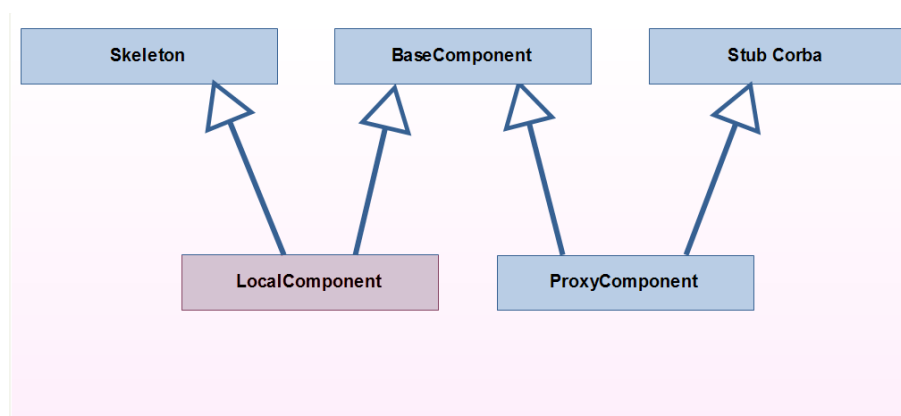 Skeleton
BaseComponent
Stub Corba
LocalComponent
ProxyComponent